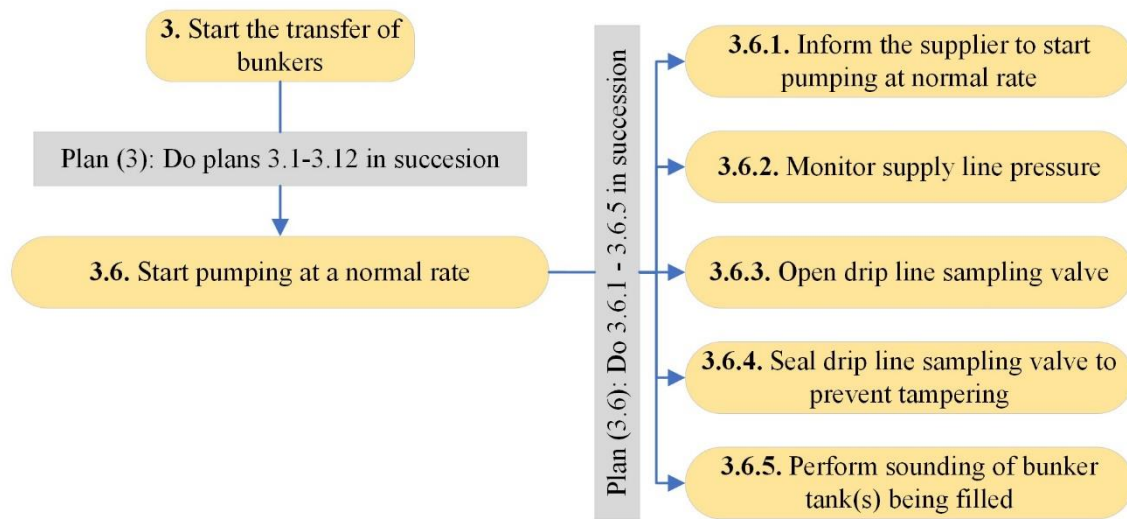 3. Start the transfer of
bunkers
Plan (3): Do plans 3.1-3.12 in succesion
3.6. Start pumping at a normal rate
Plan (3.6): Do 3.6.1 - 3.6.5 in succession
3.6.1. Inform the supplier to start
pumping at normal rate
3.6.2. Monitor supply line pressure
3.6.3. Open drip line sampling valve
3.6.4. Seal drip line sampling valve to
prevent tampering
3.6.5. Perform sounding of bunker
tank(s) being filled